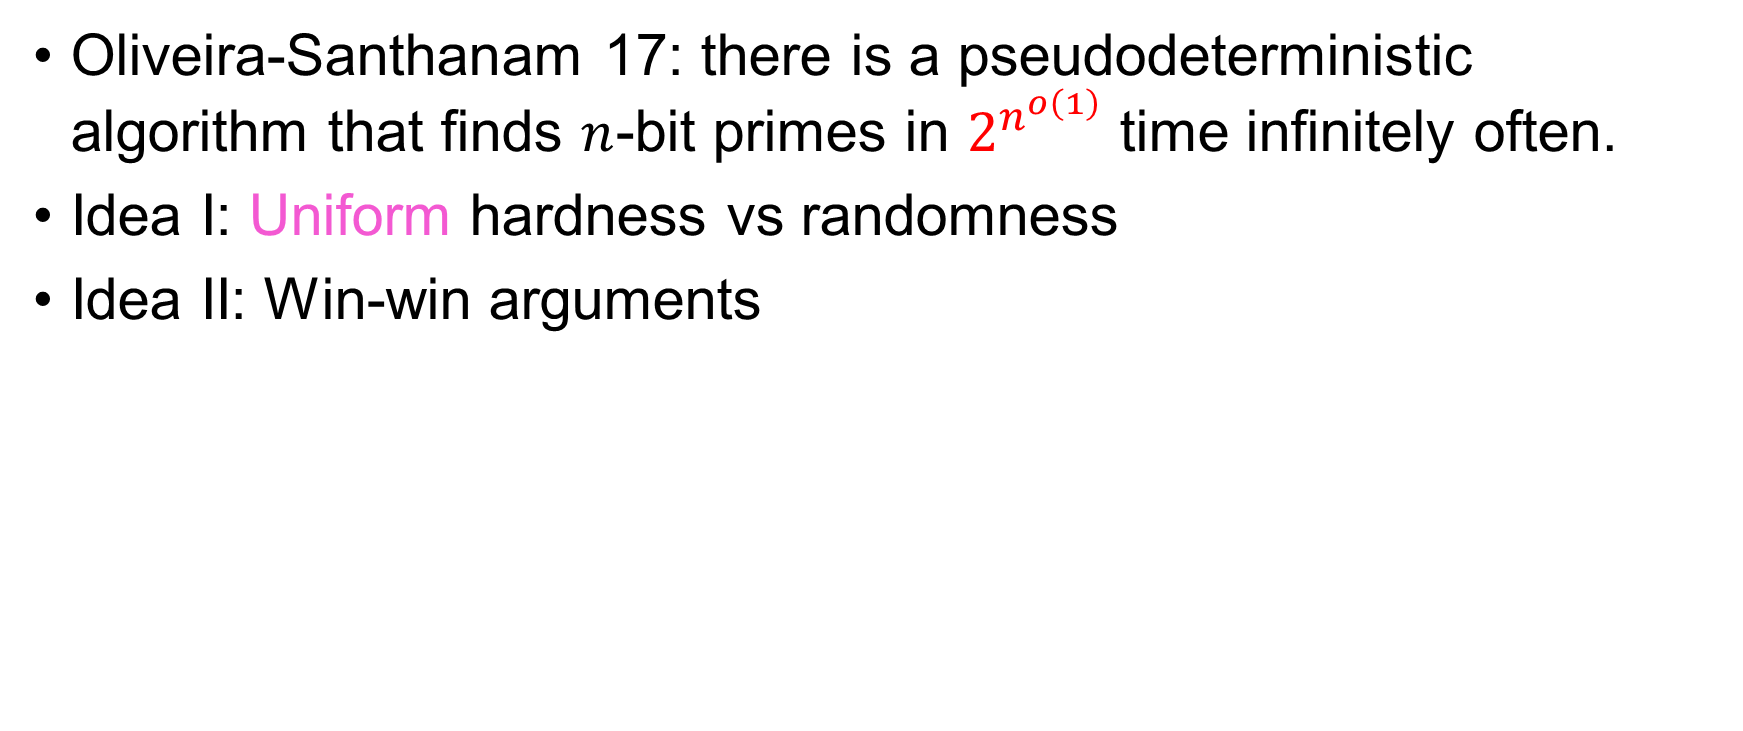 • Oliveira-Santhanam 17: there is a pseudodeterministic
algorithm that finds 𝑛-bit primes in 2^{𝑛^{𝑜(1)}} time infinitely often.
• Idea I: Uniform hardness vs randomness
• Idea II: Win-win arguments